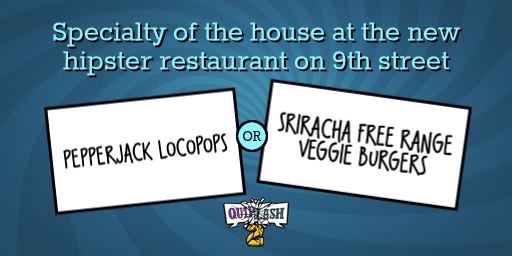 Specialty of the house at the new
hipster restaurant on 9th street
PEPPERJACK LOCOPOPS
OR
SRIRACHA FREE RANGE
VEGGIE BURGERS
QUIPLASH
2